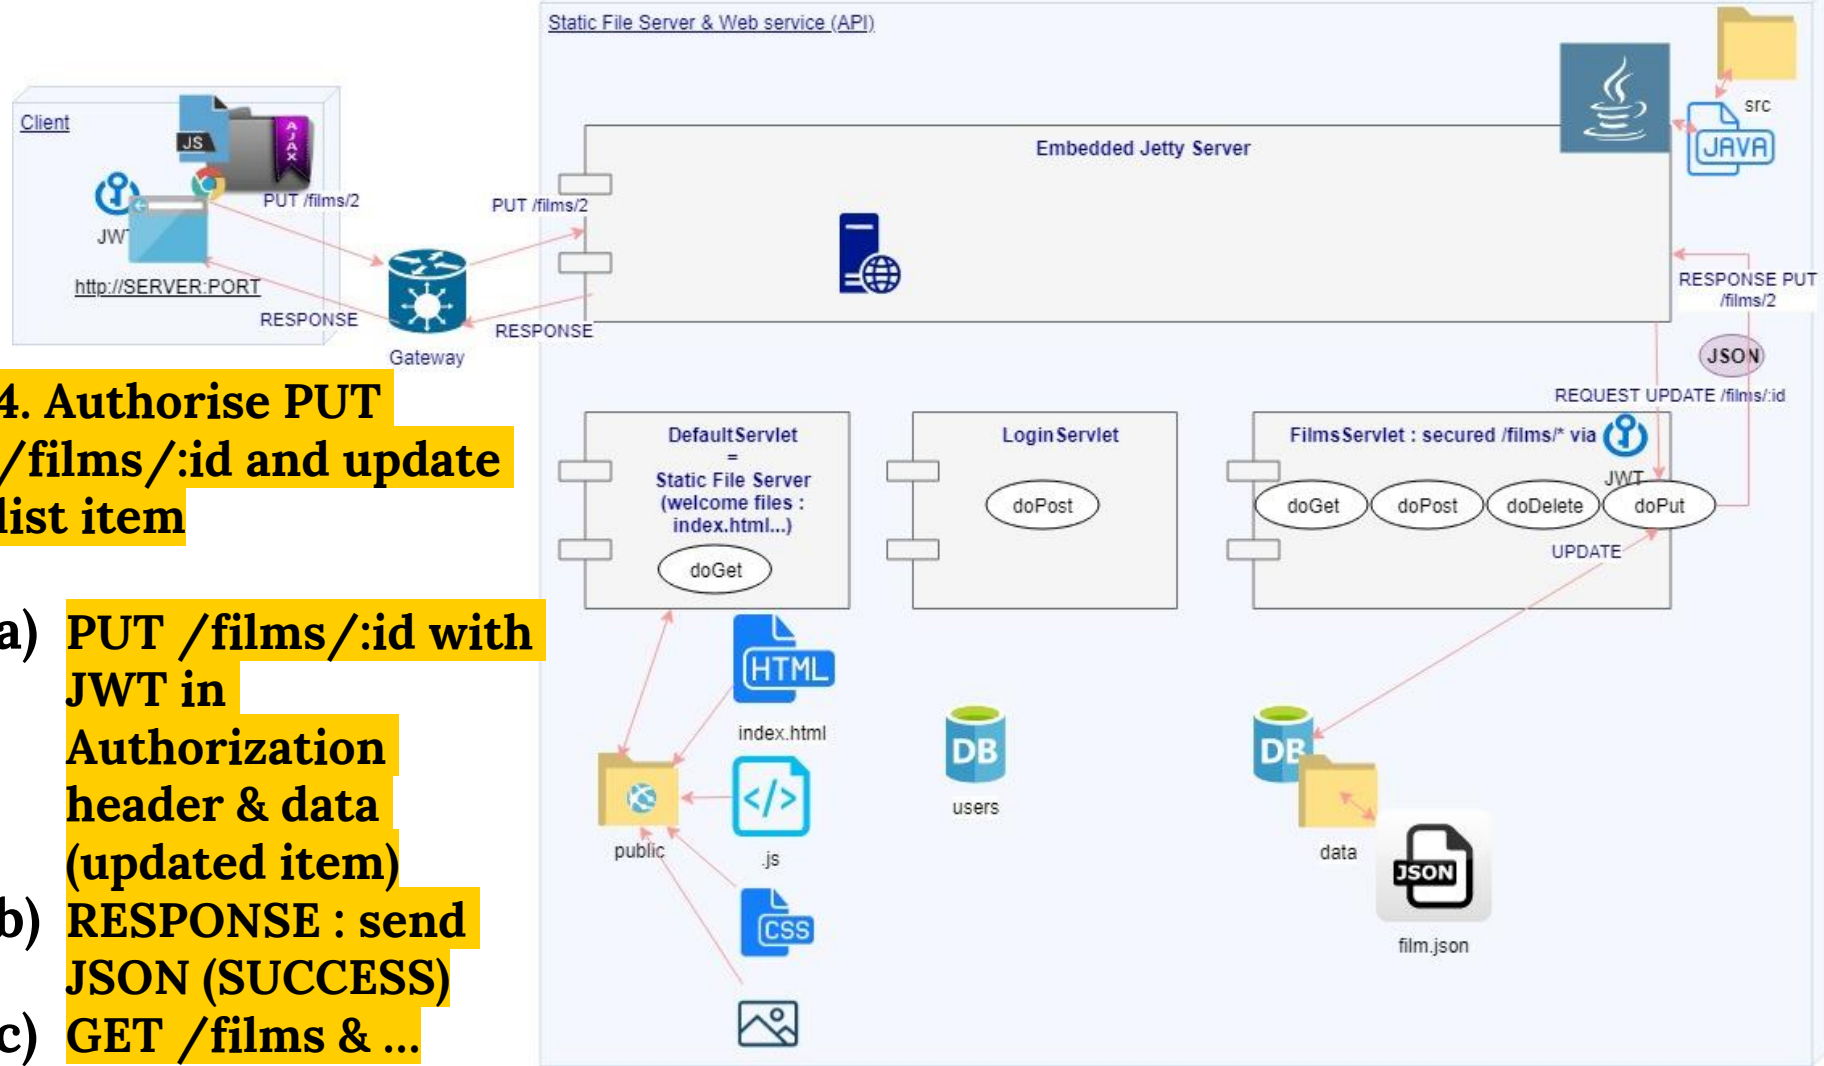 Static File Server & Web service (API)
src
JAVA
Client
JS
AJAX
JW
http://SERVER:PORT
PUT /films/2
PUT /films/2
RESPONSE
RESPONSE
Gateway
Embedded Jetty Server
RESPONSE PUT
/films/2
JSON
REQUEST UPDATE /films/:id
4. Authorise PUT
/films/:id and update
list item
a) PUT /films/:id with
JWT in
Authorization
header & data
(updated item)
b) RESPONSE : send
JSON (SUCCESS)
c) GET /films & ...
DefaultServlet
=
Static File Server
(welcome files :
index.html...)
doGet
LoginServlet
doPost
FilmsServlet : secured /films/* via
JWT
doGet
doPost
doDelete
doPut
UPDATE
HTML
index.html
</>
.js
public
CSS
DB
users
DB
data
JSON
film.json